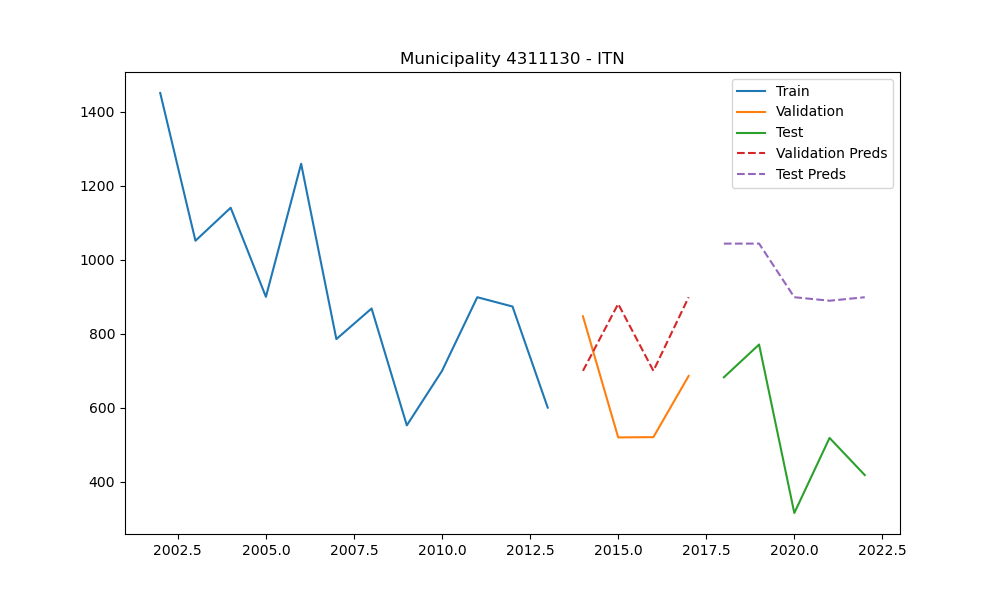 Municipality 4311130 - ITN
Train
Validation
Test
Validation Preds
Test Preds
1400
1200
1000
800
600
400
2002.5 2005.0 2007.5 2010.0 2012.5 2015.0 2017.5 2020.0 2022.5